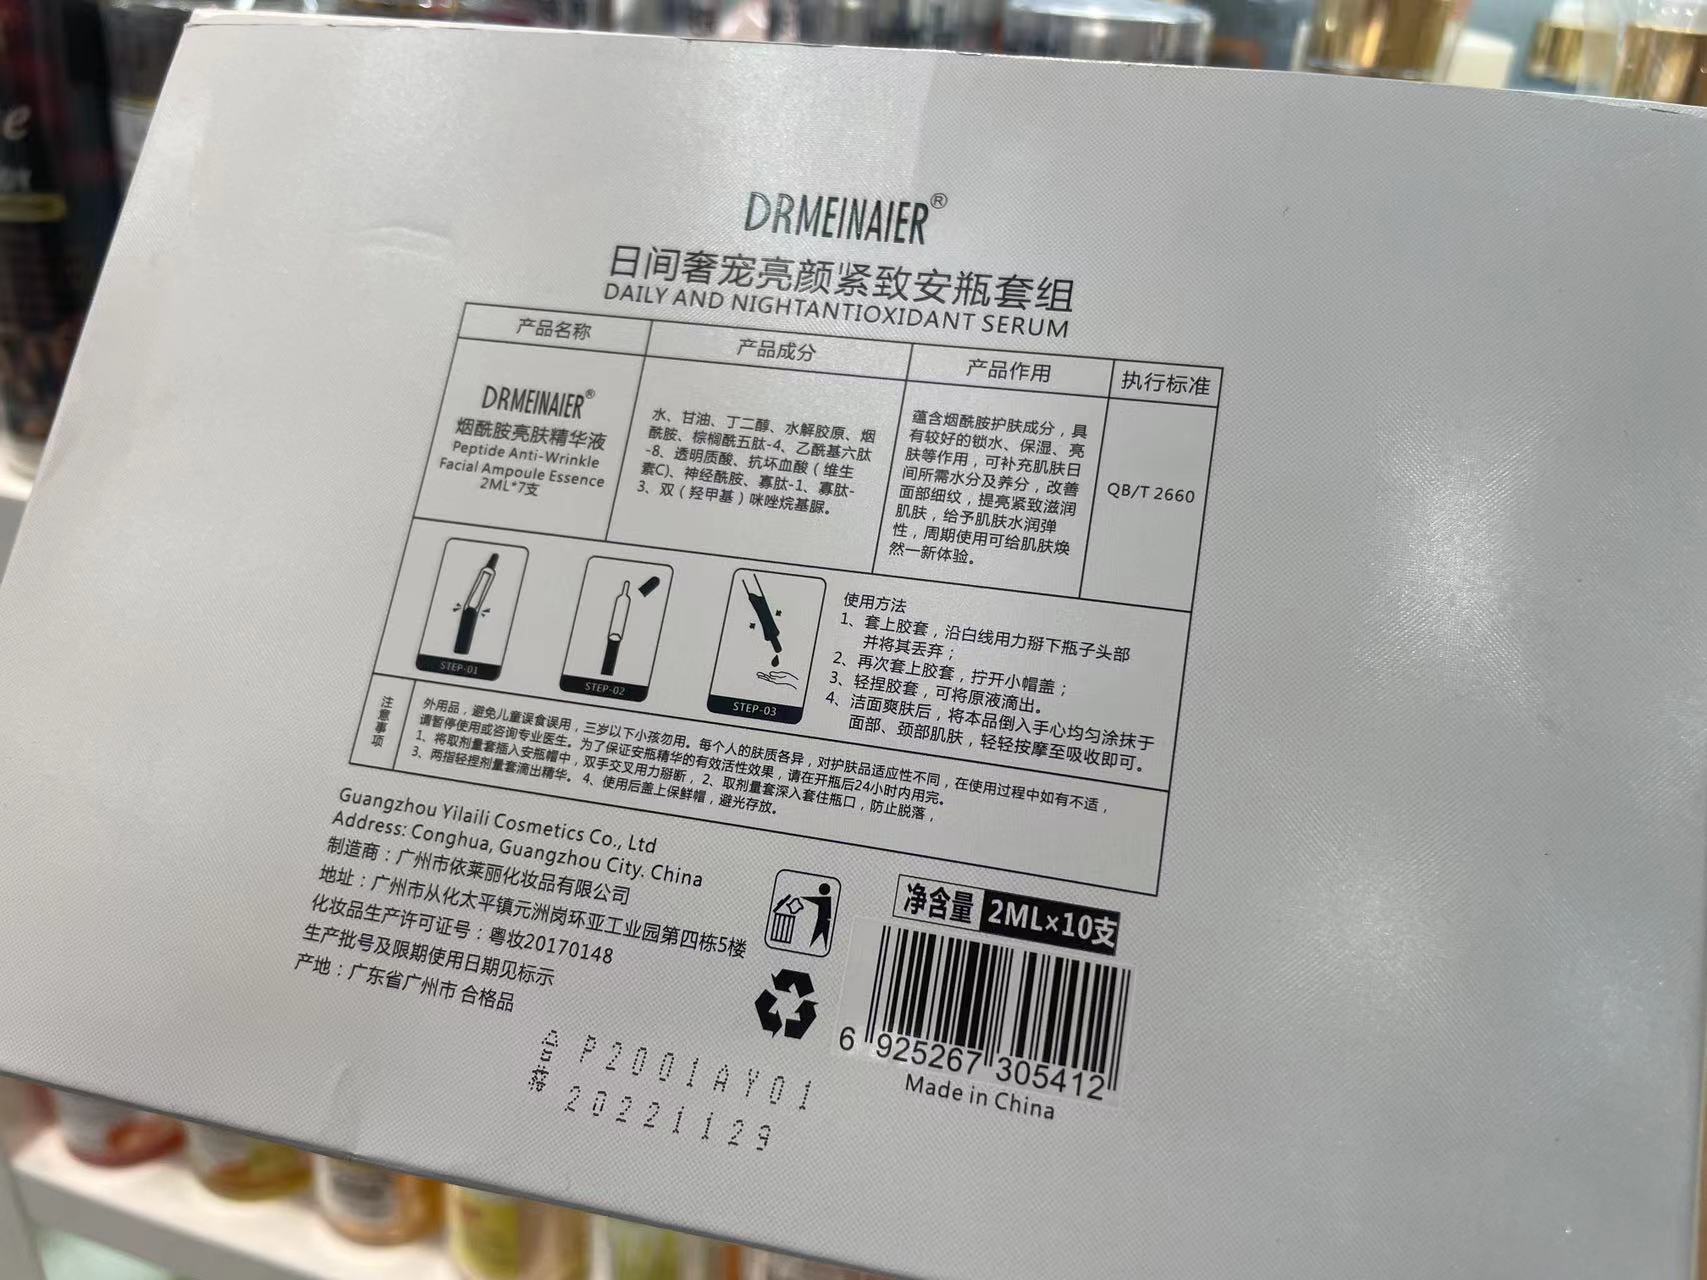 DRMEINAIER®
日间奢宠亮颜紧致安瓶套组
DAILY AND NIGHTANTIOXIDANT SERUM
产品名称
产品成分
产品作用
执行标准
DRMEINAIER®
烟酰胺亮肤精华液
Peptide Anti-Wrinkle
Facial Ampoule Essence
2ML*7支
水、甘油、丁二醇、水解胶原、烟
酰胺、棕榈酰五肽-4、乙酰基六肽
-8、透明质酸、抗坏血酸（维生
素C)、神经酰胺、寡肽-1、寡肽-
3、双（羟甲基）咪唑烷基脲。
蕴含烟酰胺护肤成分，具
有较好的锁水、保湿、亮
肤等作用，可补充肌肤日
间所需水分及养分，改善
面部细纹，提亮紧致滋润
肌肤，给予肌肤水润弹
性，周期使用可给肌肤焕
然一新体验。
QB/T 2660
STEP-01
STEP-02
STEP-03
使用方法
1、套上胶套，沿白线用力掰下瓶子头部
并将其丢弃；
2、再次套上胶套，拧开小帽盖；
3、轻捏胶套，可将原液滴出。
4、洁面爽肤后，将本品倒入手心均匀涂抹于
面部、颈部肌肤，轻轻按摩至吸收即可。
注意事项
外用品，避免儿童误食误用，三岁以下小孩勿用。每个人的肤质各异，对护肤品适应性不同，在使用过程中如有不适，
请暂停使用或咨询专业医生。为了保证安瓶精华的有效活性效果，请在开瓶后24小时内用完。
1、将取剂量套插入安瓶帽中，双手交叉用力掰断，2、取剂量套深入套住瓶口，防止脱落，
3、两指轻捏剂量套滴出精华。4、使用后盖上保鲜帽，避光存放。
Guangzhou Yilaili Cosmetics Co., Ltd
Address: Conghua, Guangzhou City. China
制造商：广州市依莱丽化妆品有限公司
地址：广州市从化太平镇元洲岗环亚工业园第四栋5楼
化妆品生产许可证号：粤妆20170148
生产批号及限期使用日期见标示
产地：广东省广州市 合格品
净含量 2ML×10支
6 925267 305412
Made in China
合格 P2001AY01
20221129